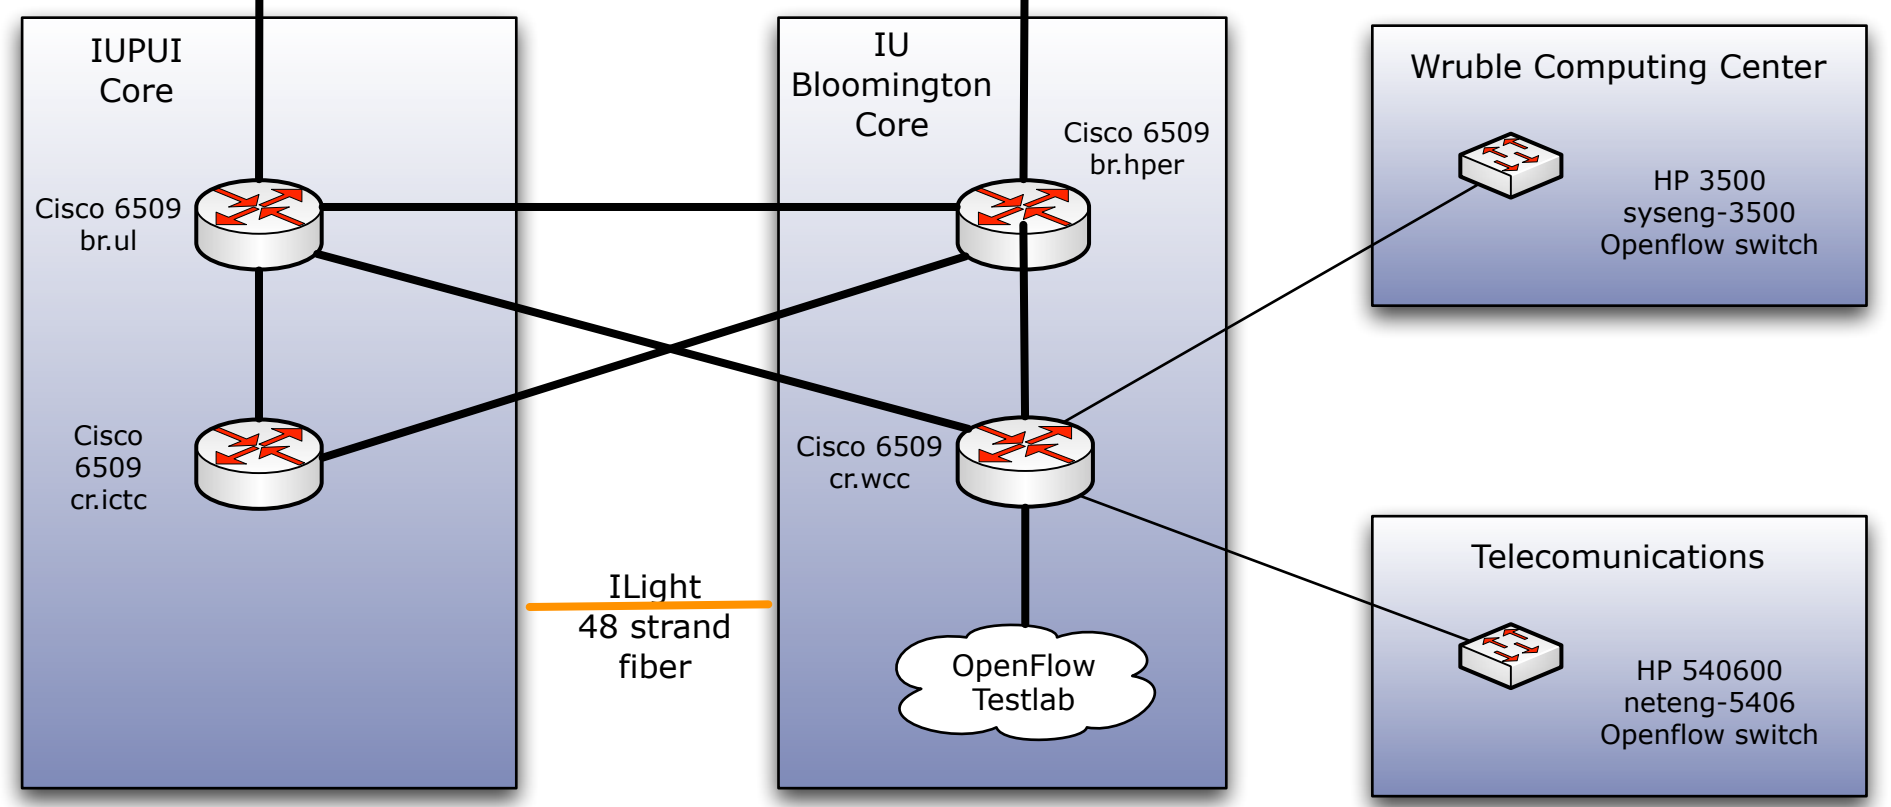 IUPUI
Core
Cisco 6509
br.ul
Cisco
6509
cr.ictc
ILight
48 strand
fiber
IU
Bloomington
Core
Cisco 6509
br.hper
Cisco 6509
cr.wcc
OpenFlow
Testlab
Wruble Computing Center
HP 3500
syseng-3500
Openflow switch
Telecomunications
HP 540600
neteng-5406
Openflow switch